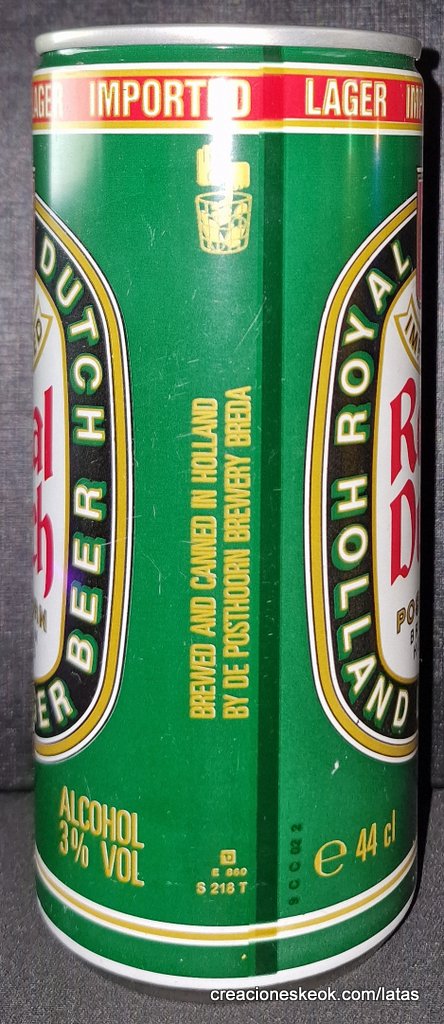 LAGER IMPORTED LAGER IM
DUTCH BEER
ROYAL
HOLLAND
BREWED AND CANNED IN HOLLAND
BY DE POSTHOORN BREWERY BREDA
ALCOHOL
3% VOL
S 218 T
e 44 cl
creacioneskeok.com/latas